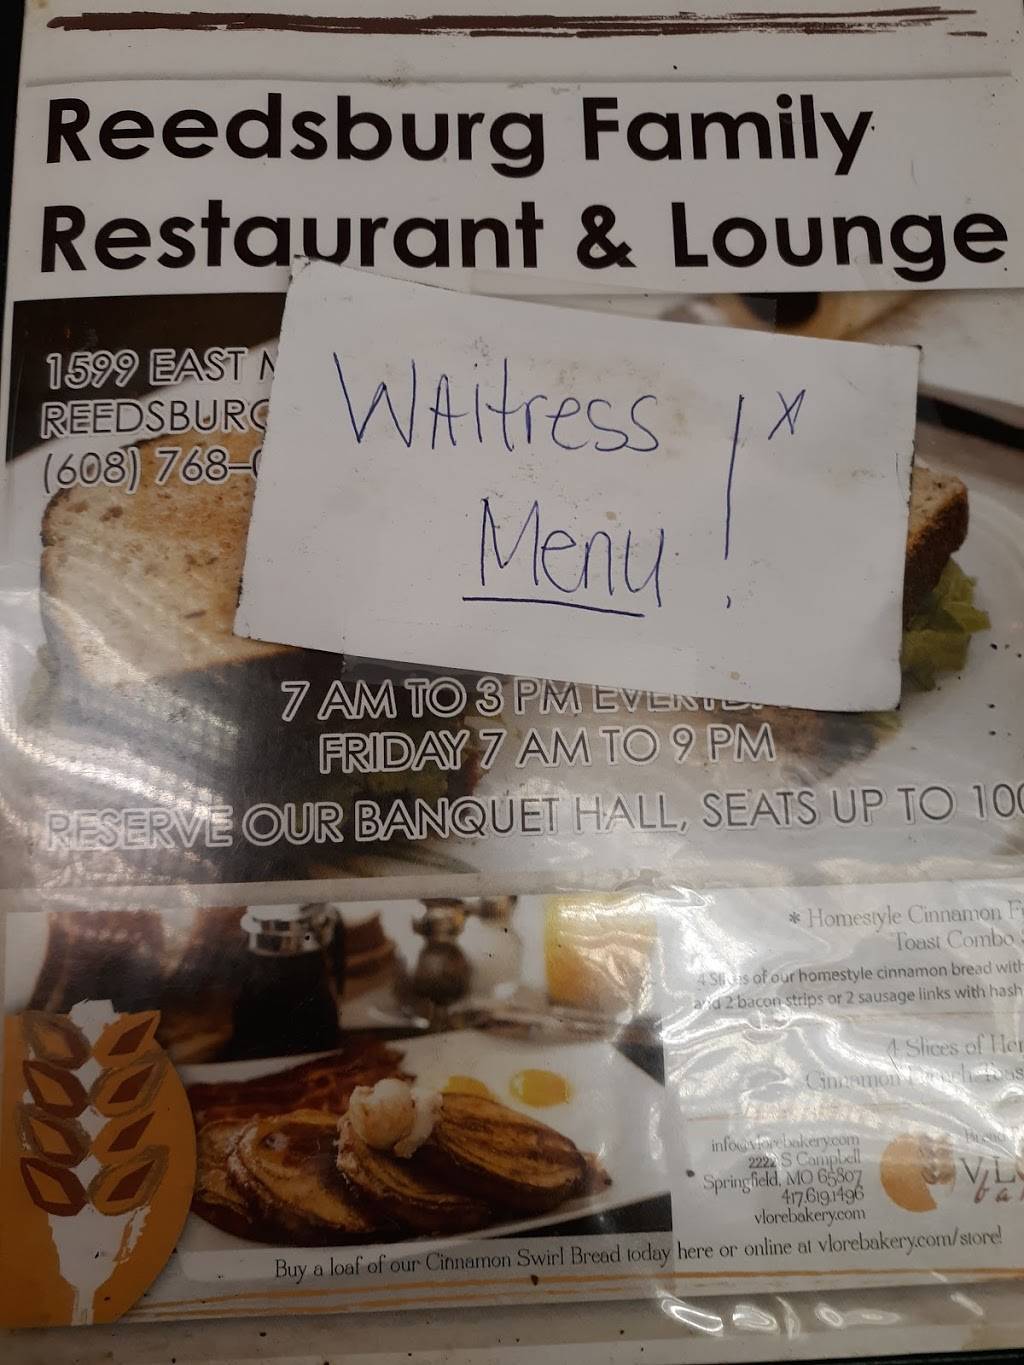 Reedsburg Family
Restaurant & Lounge
1599 EAST
REEDSBURG
(608) 768-
WAitress
Menu!
7 AM TO 3 PM
FRIDAY 7 AM TO 9 PM
RESERVE OUR BANQUET HALL, SEATS UP TO 100
* Homestyle Cinnamon
Toast Combo
4 Slices of our homestyle cinnamon bread with
and 2 bacon strips or 2 sausage links with hash
4 Slices of
Cinnamon French
info@vlorebakery.com
2222 S Campbell
Springfield, MO 65807
417.619.1496
vlorebakery.com
Buy a loaf of our Cinnamon Swirl Bread today here or online at vlorebakery.com/store!